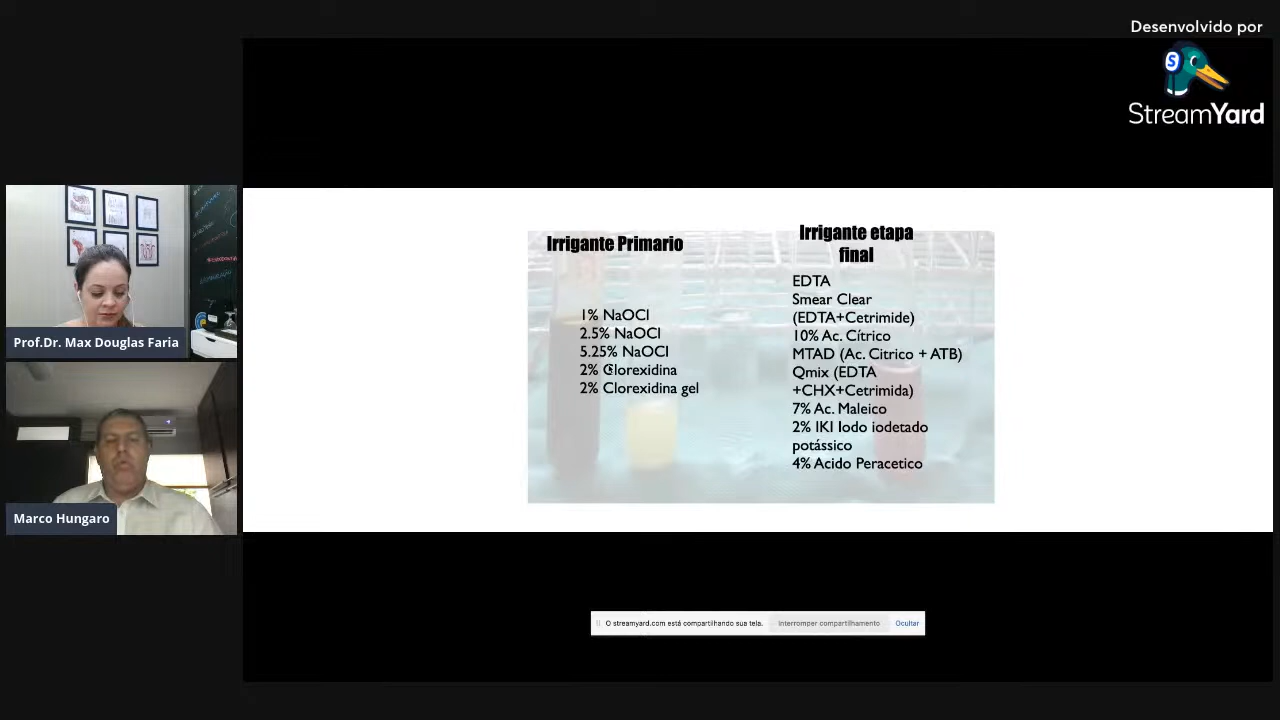 Desenvolvido por
StreamYard
Prof.Dr. Max Douglas Faria
Marco Hungaro
Irrigante Primario
1% NaOCl
2.5% NaOCl
5.25% NaOCl
2% Clorexidina
2% Clorexidina gel
Irrigante etapa
final
EDTA
Smear Clear
(EDTA+Cetrimide)
10% Ac. Cítrico
MTAD (Ac. Citrico + ATB)
Qmix (EDTA
+CHX+Cetrimida)
7% Ac. Maleico
2% IKI Iodo iodetado
potássico
4% Acido Peracetico
O streamyard.com está compartilhando sua tela.
Interromper compartilhamento
Ocultar